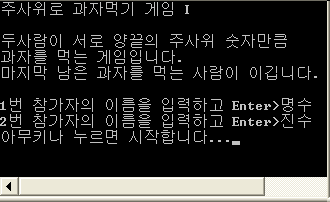 주사위로 과자먹기 게임 I
두사람이 서로 양끝의 주사위 숫자만큼
과자를 먹는 게임입니다.
마지막 남은 과자를 먹는 사람이 이깁니다.
1번 참가자의 이름을 입력하고 Enter>명수
2번 참가자의 이름을 입력하고 Enter>진수
아무키나 누르면 시작합니다...